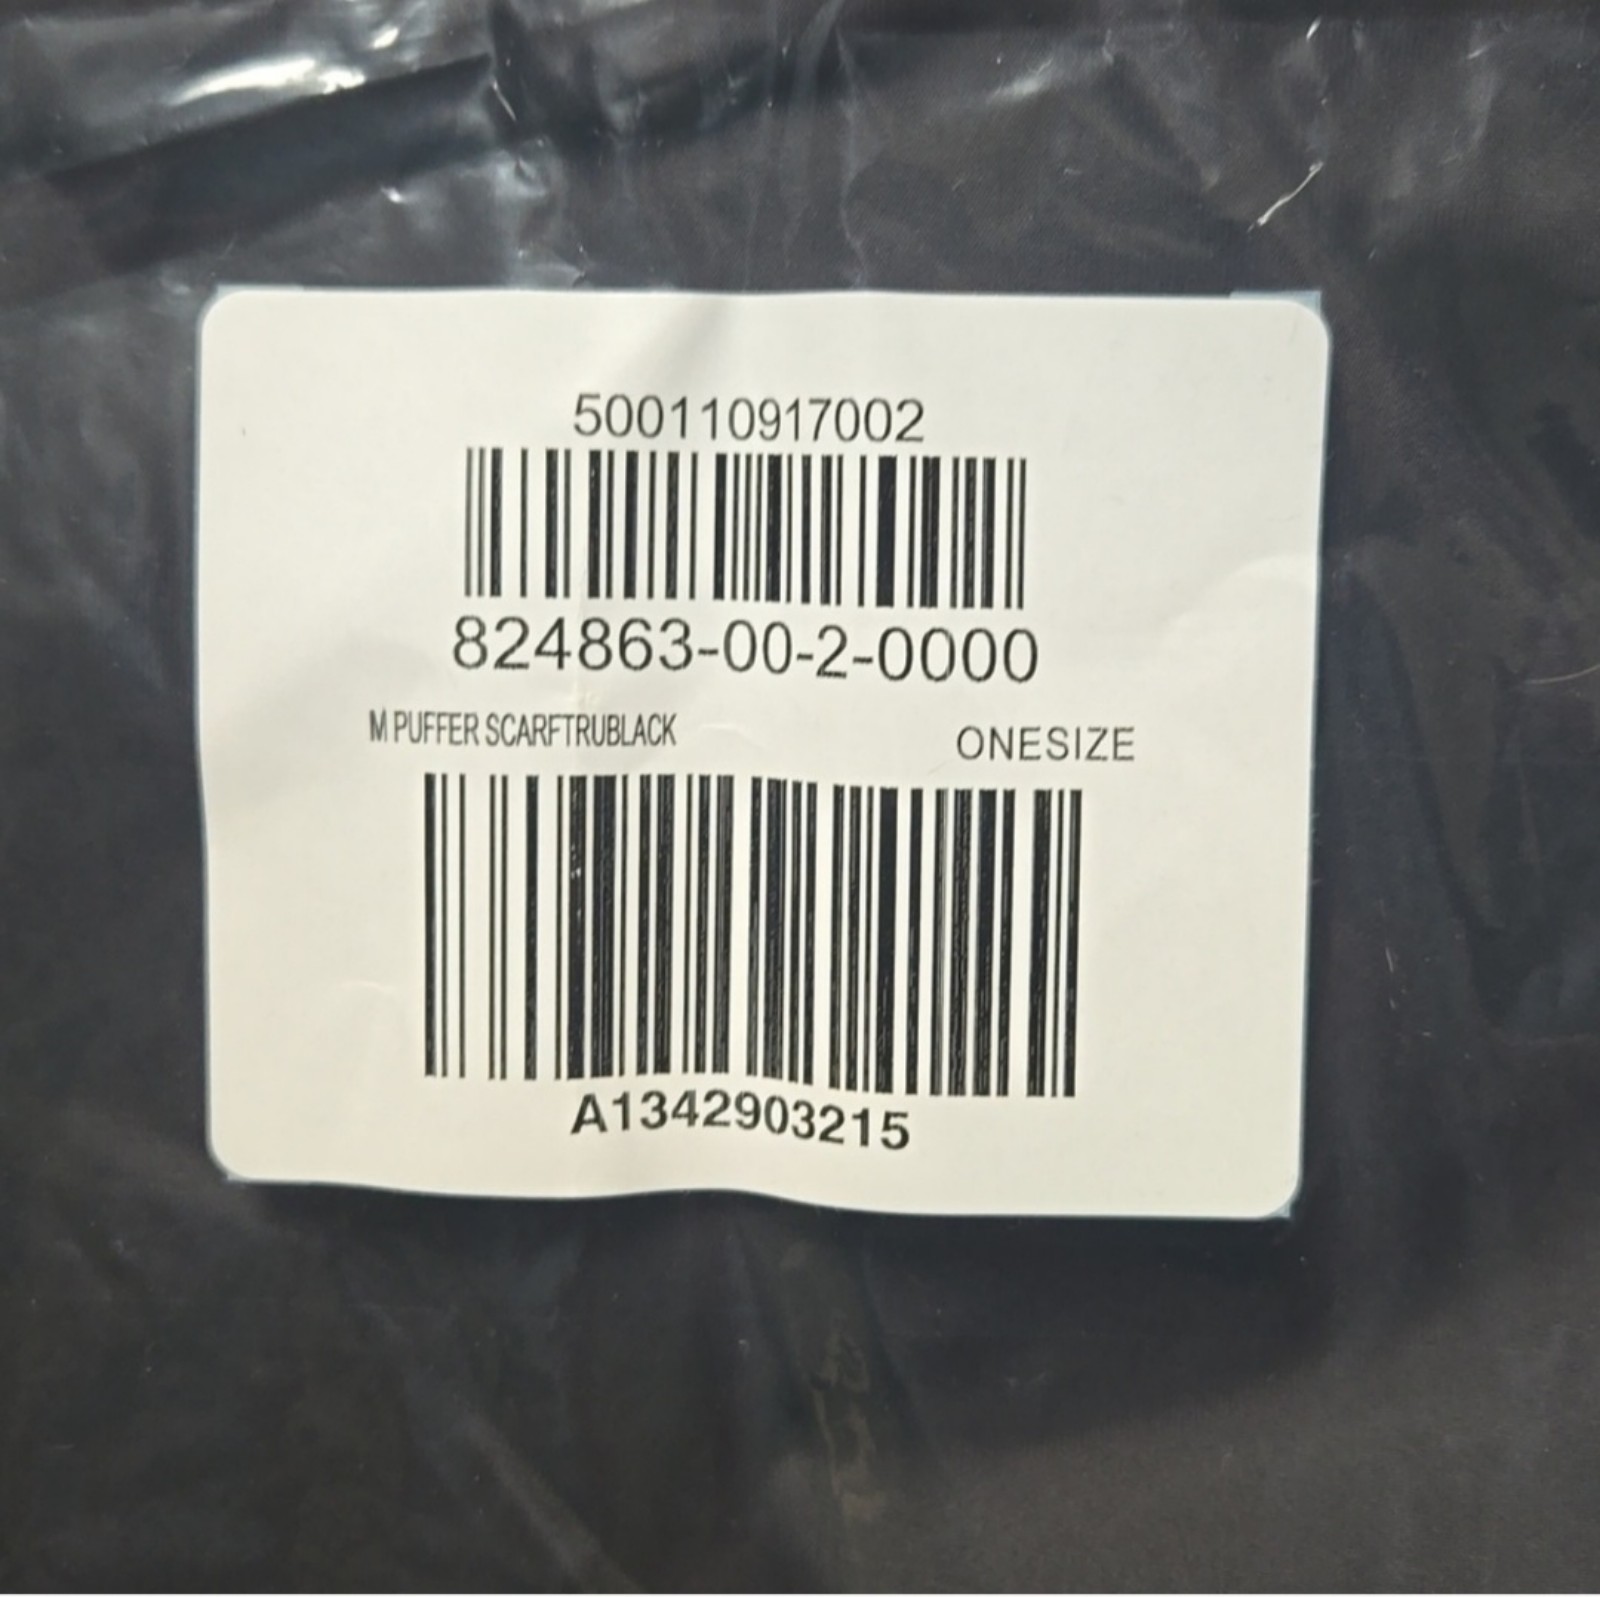 500110917002
824863-00-2-0000
M PUFFER SCARFTRUBLACK ONESIZE
A1342903215